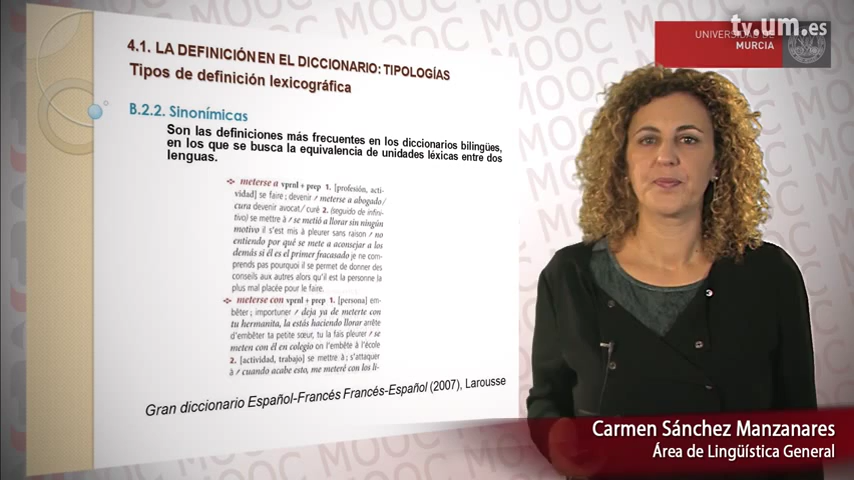 tv.um.es
UNIVERSIDAD DE
MURCIA
4.1. LA DEFINICIÓN EN EL DICCIONARIO: TIPOLOGÍAS
Tipos de definición lexicográfica
B.2.2. Sinonímicas
Son las definiciones más frecuentes en los diccionarios bilingües,
en los que se busca la equivalencia de unidades léxicas entre dos
lenguas.
meterse a vprnl + prep 1. [profesión, acti-
vidad] se faire ; devenir / meterse a abogado/
cura devenir avocat/ curé 2. (seguido de infini-
tivo) se mettre à / se metió a llorar sin ningún
motivo il s'est mis à pleurer sans raison / no
entiendo por qué se mete a aconsejar a los
demás si él es el primer fracasado je ne com-
prends pas pourquoi il se permet de donner des
conseils aux autres alors qu'il est la personne la
plus mal placée pour le faire.
meterse con vprnl + prep 1. [persona] em-
bêter ; importuner / deja ya de meterte con
tu hermanita, la estás haciendo llorar arrête
d'embêter ta petite sœur, tu la fais pleurer / se
meten con él en colegio on l'embête à l'école
2. [actividad, trabajo] se mettre à ; s'attaquer
à / cuando acabe esto, me meteré con los li-
Gran diccionario Español-Francés Francés-Español (2007), Larousse
Carmen Sánchez Manzanares
Área de Lingüística General
MOOC